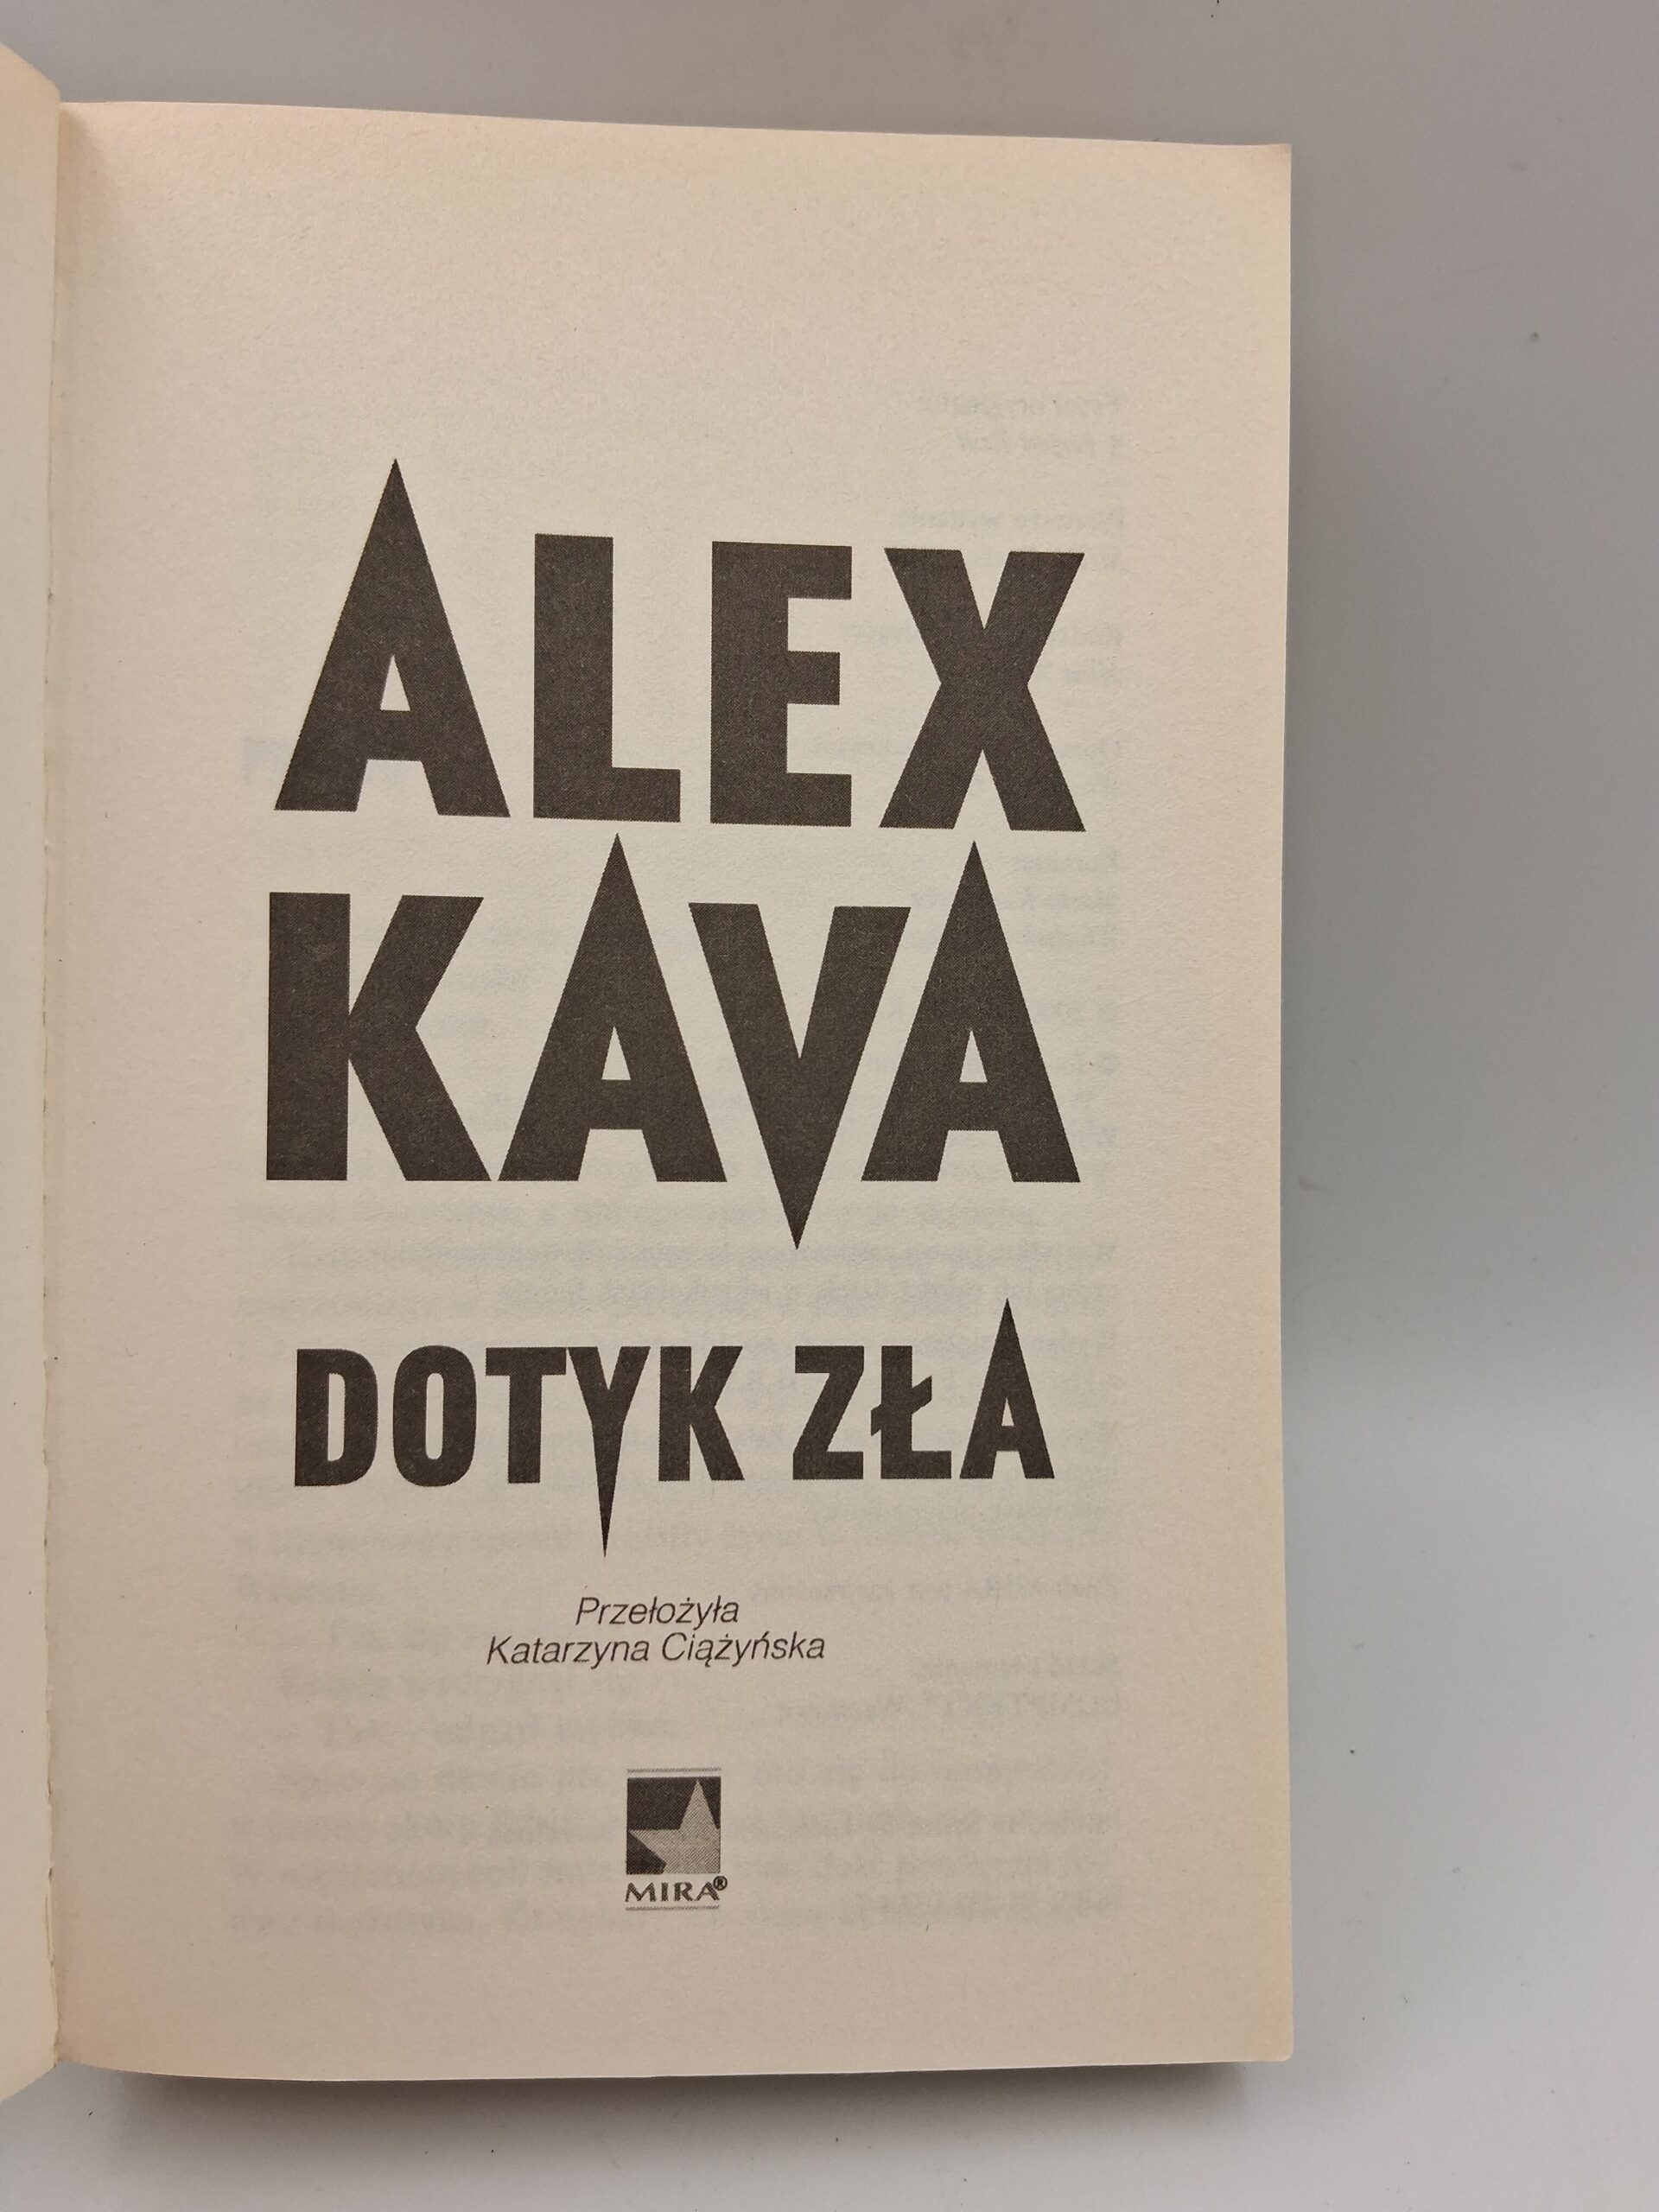 ALEX
KAVA
DOTYK ZŁA
Przełożyła
Katarzyna Ciążyńska
MIRA®